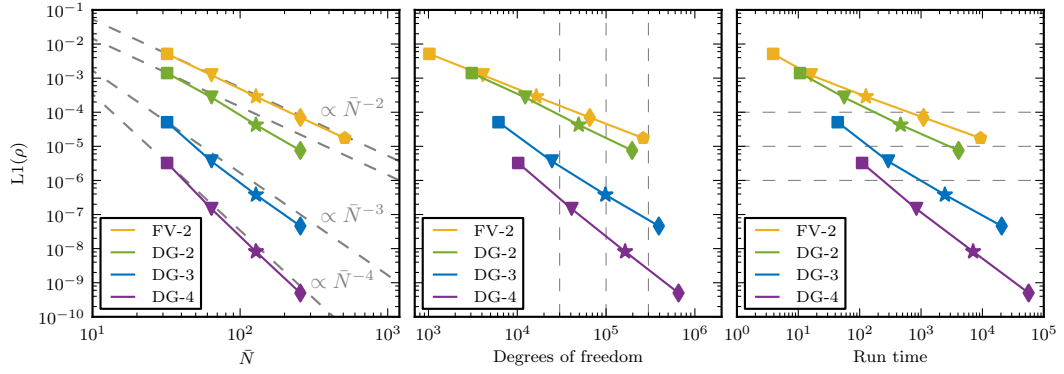 10⁻¹
10⁻²
10⁻³
10⁻⁴
10⁻⁵
10⁻⁶
10⁻⁷
10⁻⁸
10⁻⁹
10⁻¹⁰
L1(ρ)
∝ N̄⁻²
∝ N̄⁻³
∝ N̄⁻⁴
FV-2
DG-2
DG-3
DG-4
10¹ 10² 10³
N̄
FV-2
DG-2
DG-3
DG-4
10³ 10⁴ 10⁵ 10⁶
Degrees of freedom
FV-2
DG-2
DG-3
DG-4
10⁰ 10¹ 10² 10³ 10⁴ 10⁵
Run time